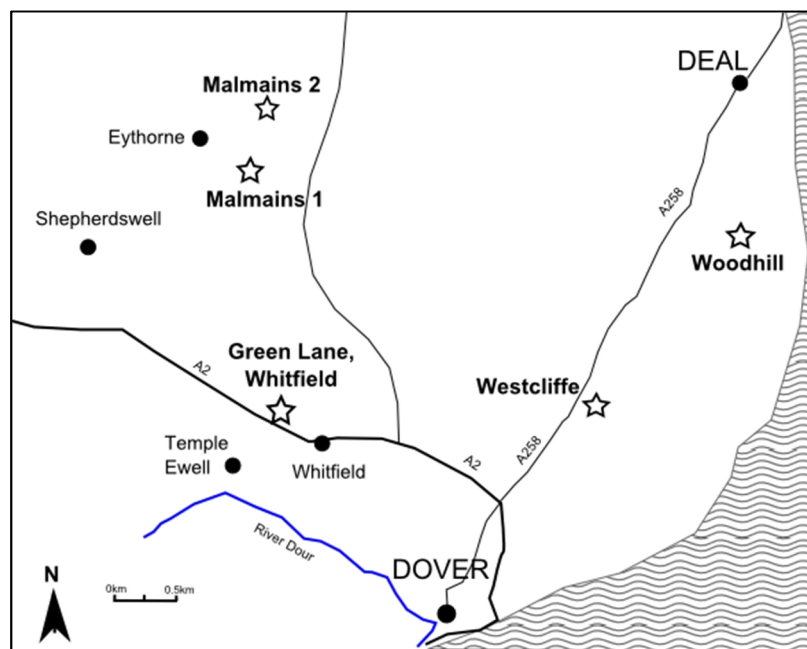 DEAL
Malmains 2
Eythorne
Malmains 1
A258
Shepherdswell
Woodhill
Green Lane,
Whitfield
A2
Westcliffe
Temple
Ewell
Whitfield
A2
A258
River Dour
DOVER
N
0km 0.5km